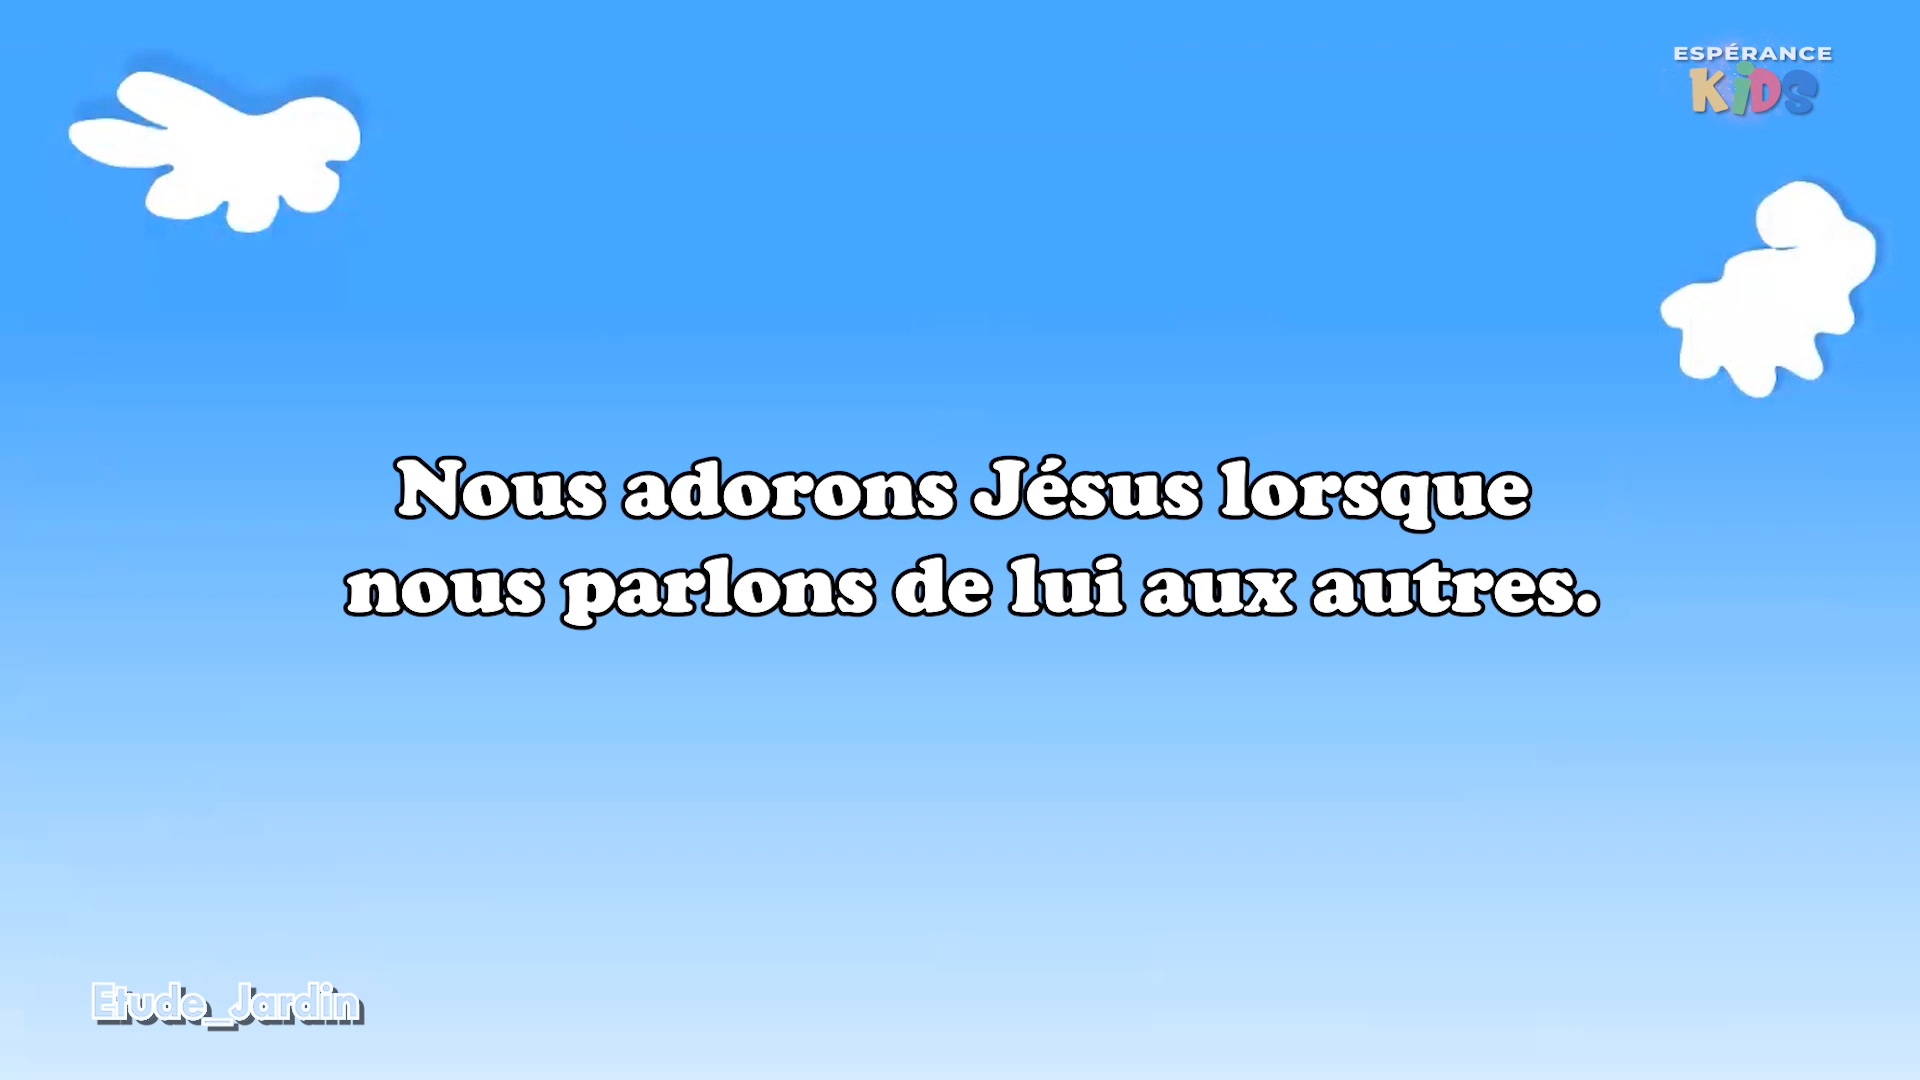 ESPÉRANCE
KiDS
Nous adorons Jésus lorsque
nous parlons de lui aux autres.
Etude_Jardin